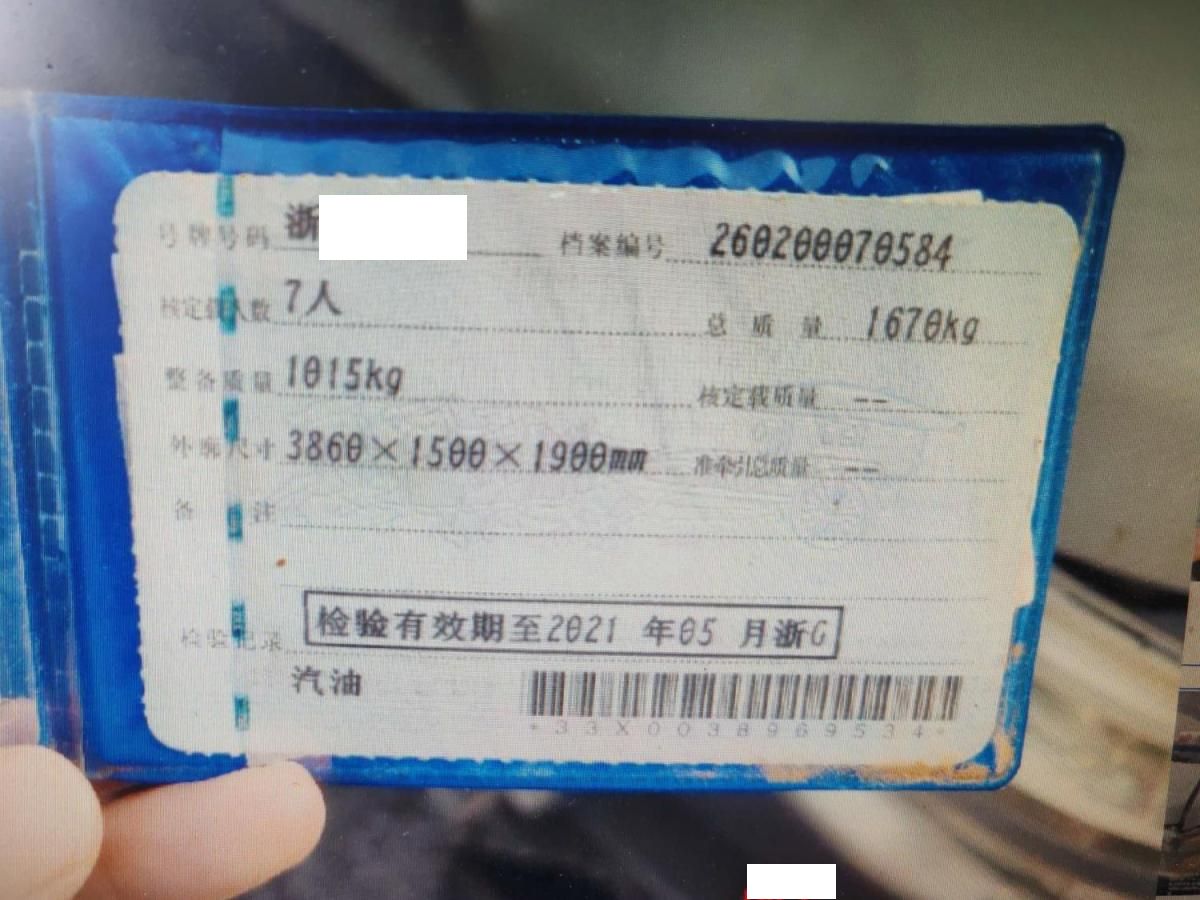 号牌号码 浙 档案编号 260200070584
核定载人数 7人 总质量 1670kg
整备质量 1015kg 核定载质量 --
外廓尺寸 3860×1500×1900mm 准牵引总质量 --
备注
检验记录 检验有效期至2021 年05 月浙G
汽油
*33X0038969534*